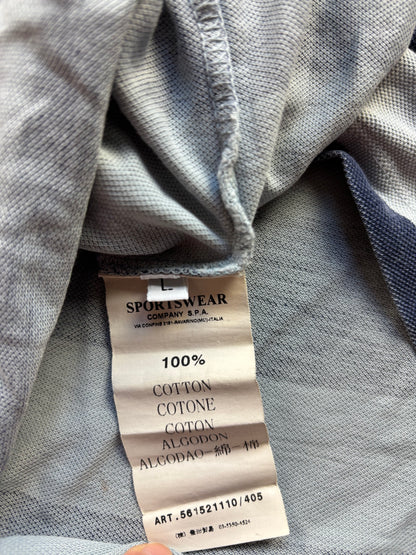 L
SPORTSWEAR
COMPANY S.P.A.
100%
COTTON
COTONE
COTON
ALGODON
ALGODAO-綿-棉
ART.561521110/405